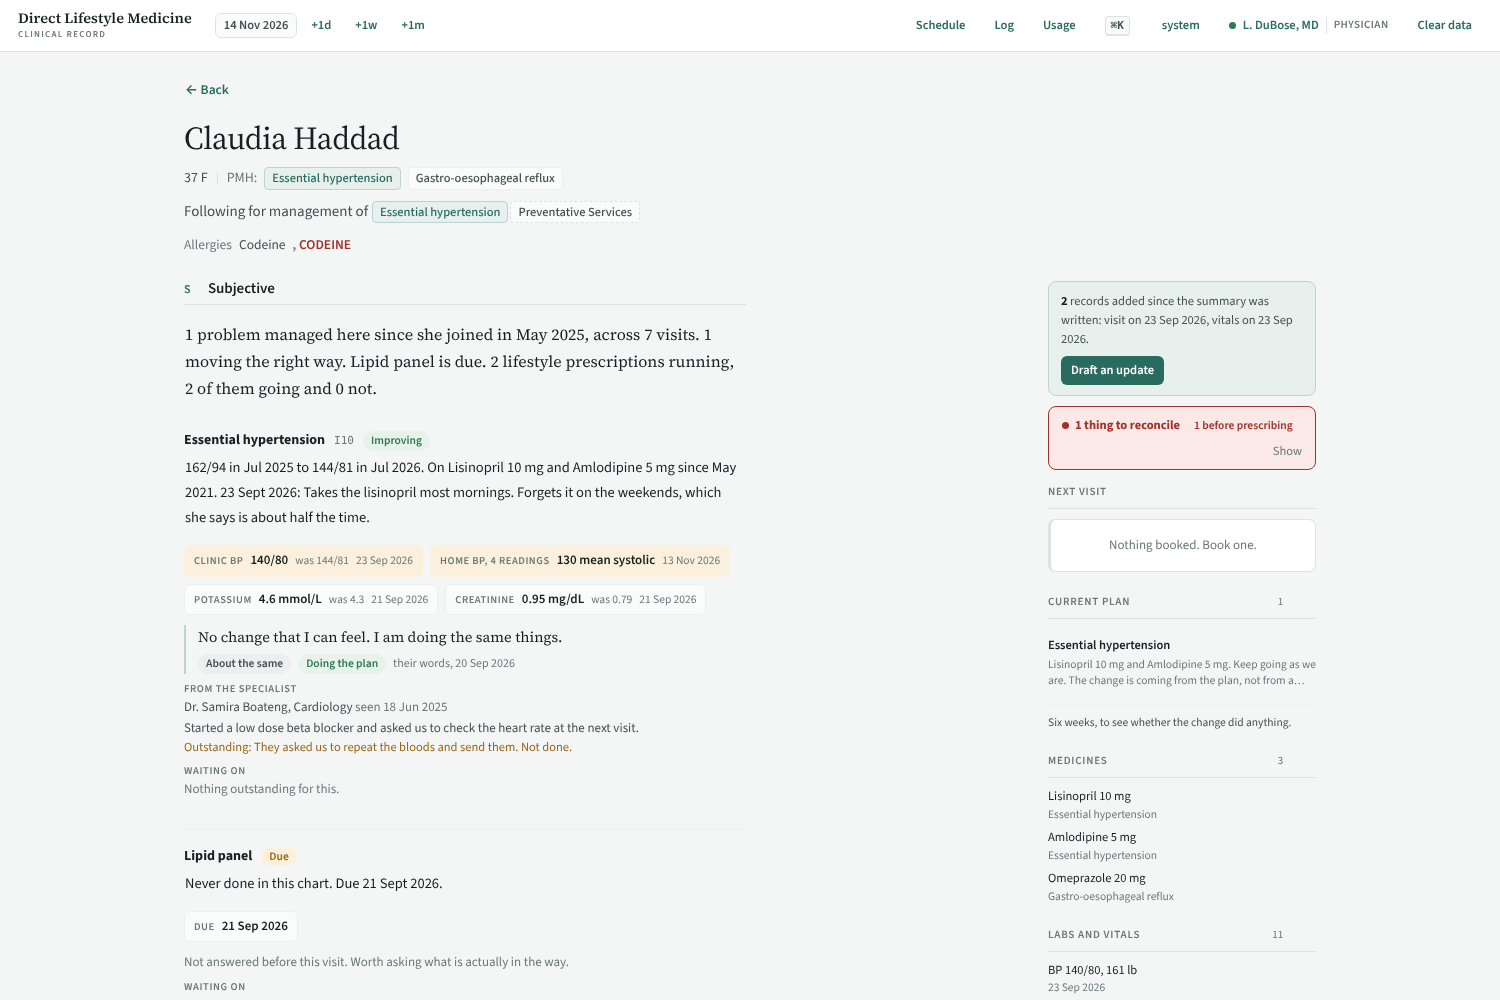 Direct Lifestyle Medicine
CLINICAL RECORD
14 Nov 2026 +1d +1w +1m
Schedule Log Usage ⌘K system L. DuBose, MD PHYSICIAN Clear data
← Back
Claudia Haddad
37 F PMH: Essential hypertension Gastro-oesophageal reflux
Following for management of Essential hypertension Preventative Services
Allergies Codeine , CODEINE
S Subjective
1 problem managed here since she joined in May 2025, across 7 visits. 1
moving the right way. Lipid panel is due. 2 lifestyle prescriptions running,
2 of them going and 0 not.
Essential hypertension I10 Improving
162/94 in Jul 2025 to 144/81 in Jul 2026. On Lisinopril 10 mg and Amlodipine 5 mg since May
2021. 23 Sept 2026: Takes the lisinopril most mornings. Forgets it on the weekends, which
she says is about half the time.
CLINIC BP 140/80 was 144/81 23 Sep 2026
HOME BP, 4 READINGS 130 mean systolic 13 Nov 2026
POTASSIUM 4.6 mmol/L was 4.3 21 Sep 2026
CREATININE 0.95 mg/dL was 0.79 21 Sep 2026
No change that I can feel. I am doing the same things.
About the same Doing the plan their words, 20 Sep 2026
FROM THE SPECIALIST
Dr. Samira Boateng, Cardiology seen 18 Jun 2025
Started a low dose beta blocker and asked us to check the heart rate at the next visit.
Outstanding: They asked us to repeat the bloods and send them. Not done.
WAITING ON
Nothing outstanding for this.
Lipid panel Due
Never done in this chart. Due 21 Sept 2026.
DUE 21 Sep 2026
Not answered before this visit. Worth asking what is actually in the way.
WAITING ON
2 records added since the summary was
written: visit on 23 Sep 2026, vitals on 23 Sep
2026.
Draft an update
1 thing to reconcile 1 before prescribing
Show
NEXT VISIT
Nothing booked. Book one.
CURRENT PLAN 1
Essential hypertension
Lisinopril 10 mg and Amlodipine 5 mg. Keep going as we
are. The change is coming from the plan, not from a…
Six weeks, to see whether the change did anything.
MEDICINES 3
Lisinopril 10 mg
Essential hypertension
Amlodipine 5 mg
Essential hypertension
Omeprazole 20 mg
Gastro-oesophageal reflux
LABS AND VITALS 11
BP 140/80, 161 lb
23 Sep 2026